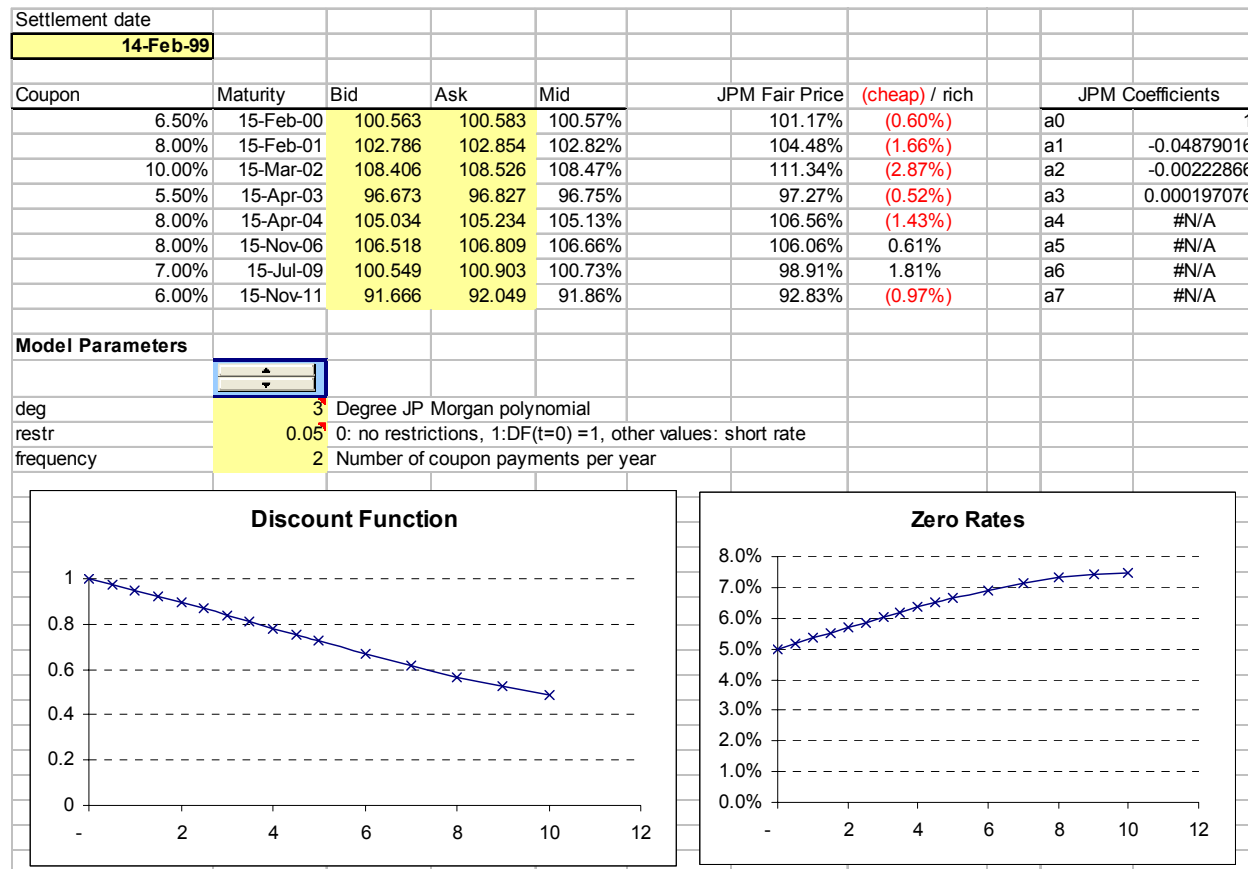 Settlement date
14-Feb-99
Coupon Maturity Bid Ask Mid JPM Fair Price (cheap) / rich JPM Coefficients
6.50% 15-Feb-00 100.563 100.583 100.57% 101.17% (0.60%) a0 1
8.00% 15-Feb-01 102.786 102.854 102.82% 104.48% (1.66%) a1 -0.04879016
10.00% 15-Mar-02 108.406 108.526 108.47% 111.34% (2.87%) a2 -0.00222866
5.50% 15-Apr-03 96.673 96.827 96.75% 97.27% (0.52%) a3 0.000197076
8.00% 15-Apr-04 105.034 105.234 105.13% 106.56% (1.43%) a4 #N/A
8.00% 15-Nov-06 106.518 106.809 106.66% 106.06% 0.61% a5 #N/A
7.00% 15-Jul-09 100.549 100.903 100.73% 98.91% 1.81% a6 #N/A
6.00% 15-Nov-11 91.666 92.049 91.86% 92.83% (0.97%) a7 #N/A
Model Parameters
deg 3 Degree JP Morgan polynomial
restr 0.05 0: no restrictions, 1:DF(t=0) =1, other values: short rate
frequency 2 Number of coupon payments per year
Discount Function
1
0.8
0.6
0.4
0.2
0
- 2 4 6 8 10 12
Zero Rates
8.0%
7.0%
6.0%
5.0%
4.0%
3.0%
2.0%
1.0%
0.0%
- 2 4 6 8 10 12